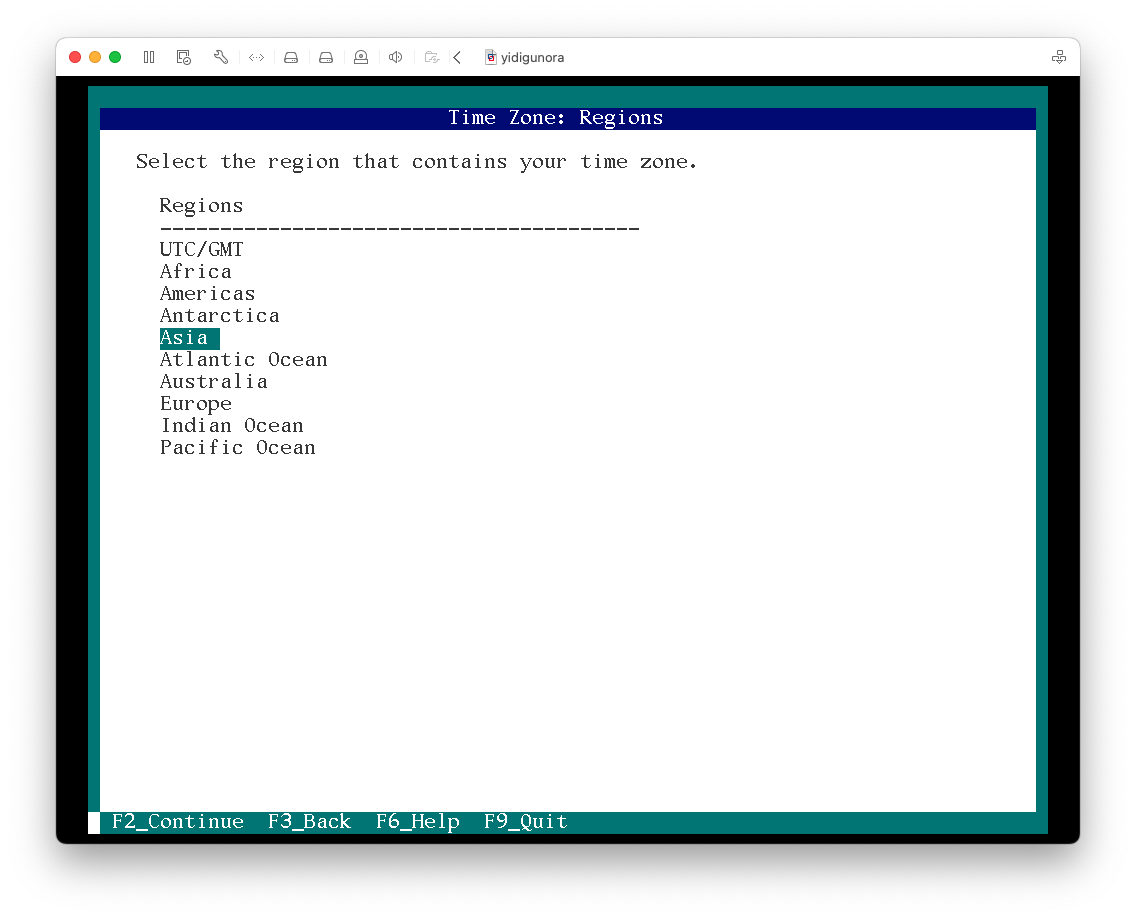 yidigunora
Time Zone: Regions
Select the region that contains your time zone.
Regions
----------------------------------------
UTC/GMT
Africa
Americas
Antarctica
Asia
Atlantic Ocean
Australia
Europe
Indian Ocean
Pacific Ocean
F2_Continue F3_Back F6_Help F9_Quit